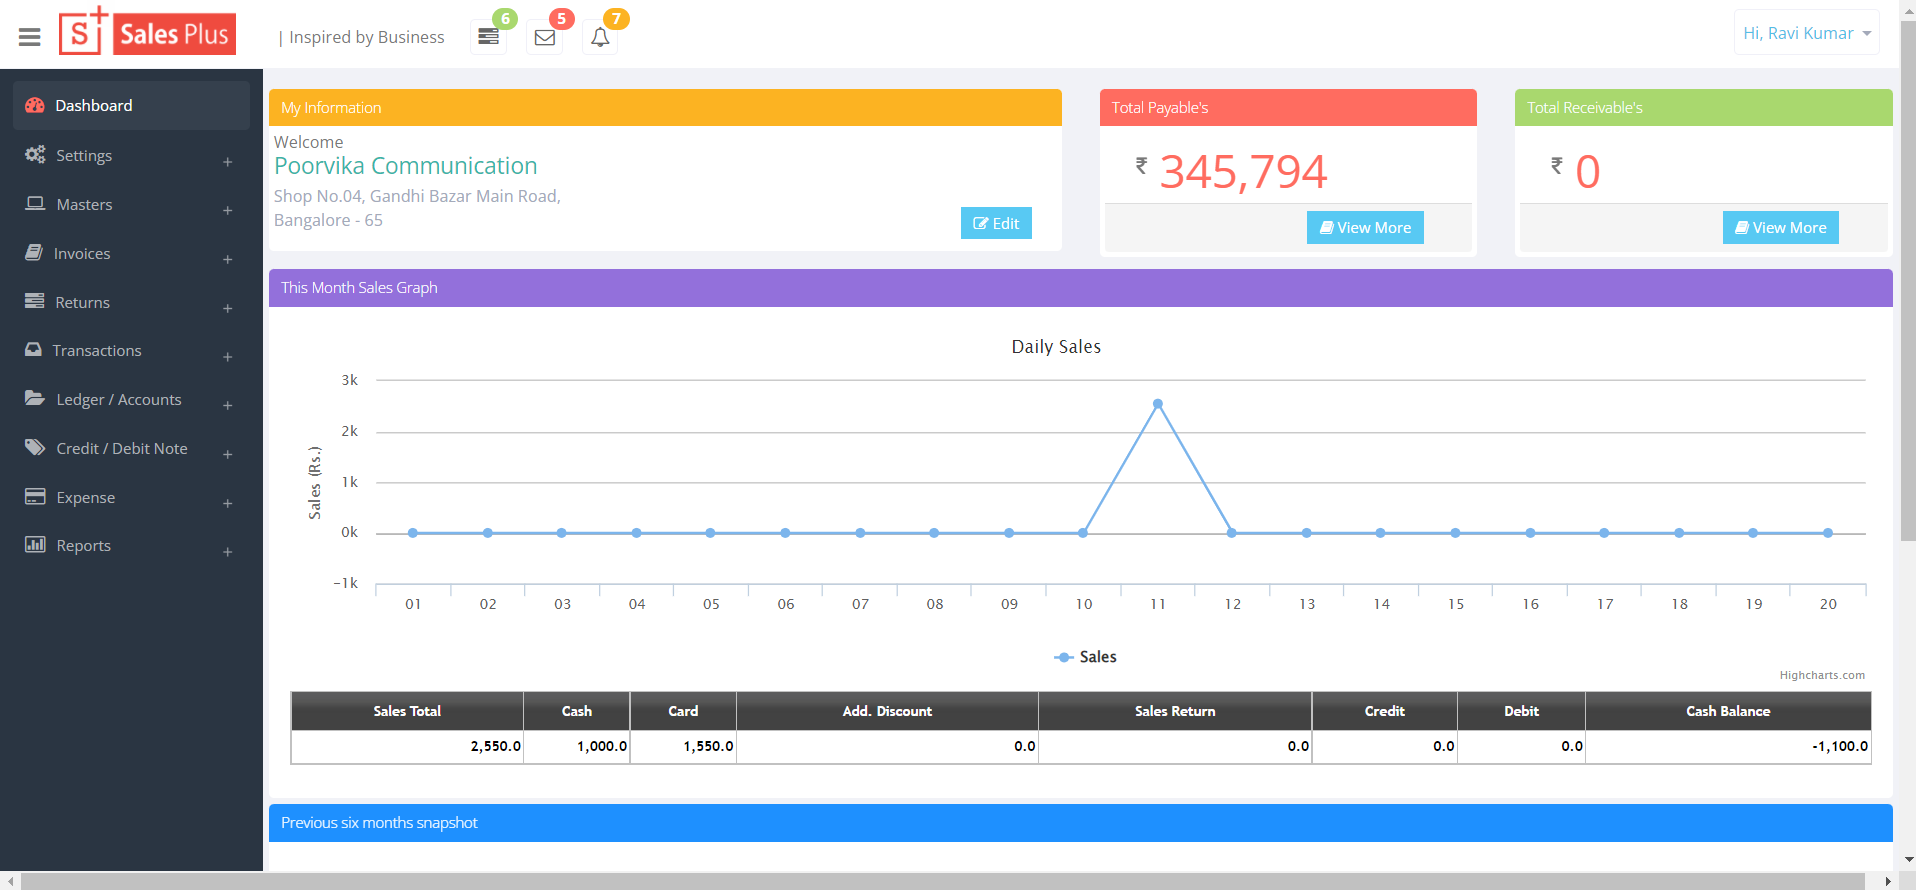 S+ Sales Plus
| Inspired by Business
6
5
7
Hi, Ravi Kumar
Dashboard
Settings +
Masters +
Invoices +
Returns +
Transactions +
Ledger / Accounts +
Credit / Debit Note +
Expense +
Reports +
My Information
Welcome
Poorvika Communication
Shop No.04, Gandhi Bazar Main Road,
Bangalore - 65
Edit
Total Payable's
₹ 345,794
View More
Total Receivable's
₹ 0
View More
This Month Sales Graph
Daily Sales
Sales (Rs.)
3k
2k
1k
0k
−1k
01 02 03 04 05 06 07 08 09 10 11 12 13 14 15 16 17 18 19 20
Sales
Highcharts.com
Sales Total Cash Card Add. Discount Sales Return Credit Debit Cash Balance
2,550.0 1,000.0 1,550.0 0.0 0.0 0.0 0.0 -1,100.0
Previous six months snapshot